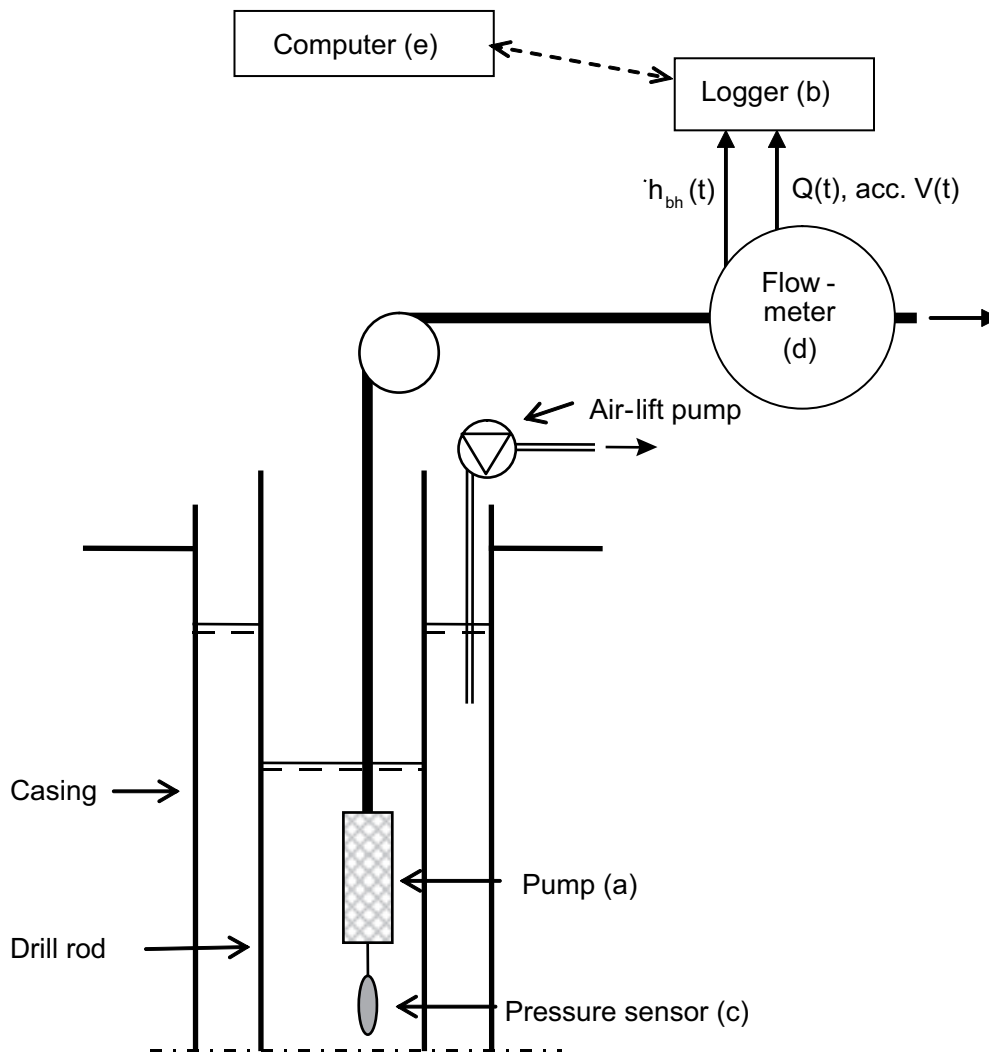 Computer (e)
Logger (b)
˙h_bh (t)
Q(t), acc. V(t)
Flow -
meter
(d)
Air-lift pump
Casing
Pump (a)
Drill rod
Pressure sensor (c)